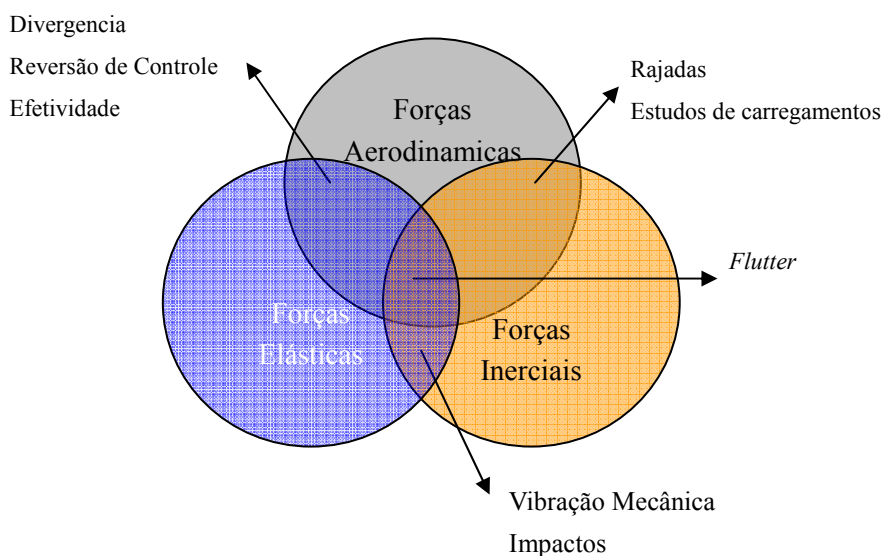 Divergencia
Reversão de Controle
Efetividade
Rajadas
Estudos de carregamentos
Forças
Aerodinamicas
Flutter
Forças
Elásticas
Forças
Inerciais
Vibração Mecânica
Impactos